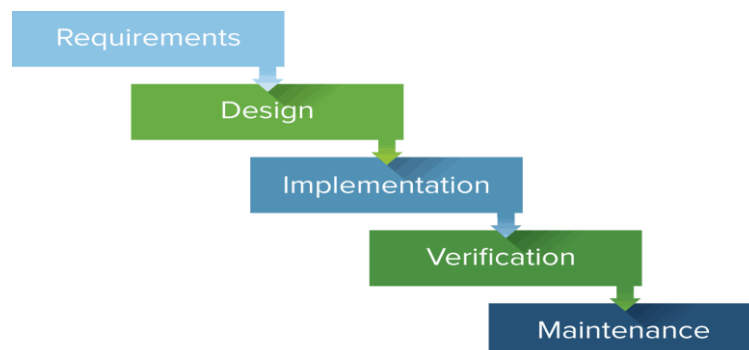 Requirements
Design
Implementation
Verification
Maintenance